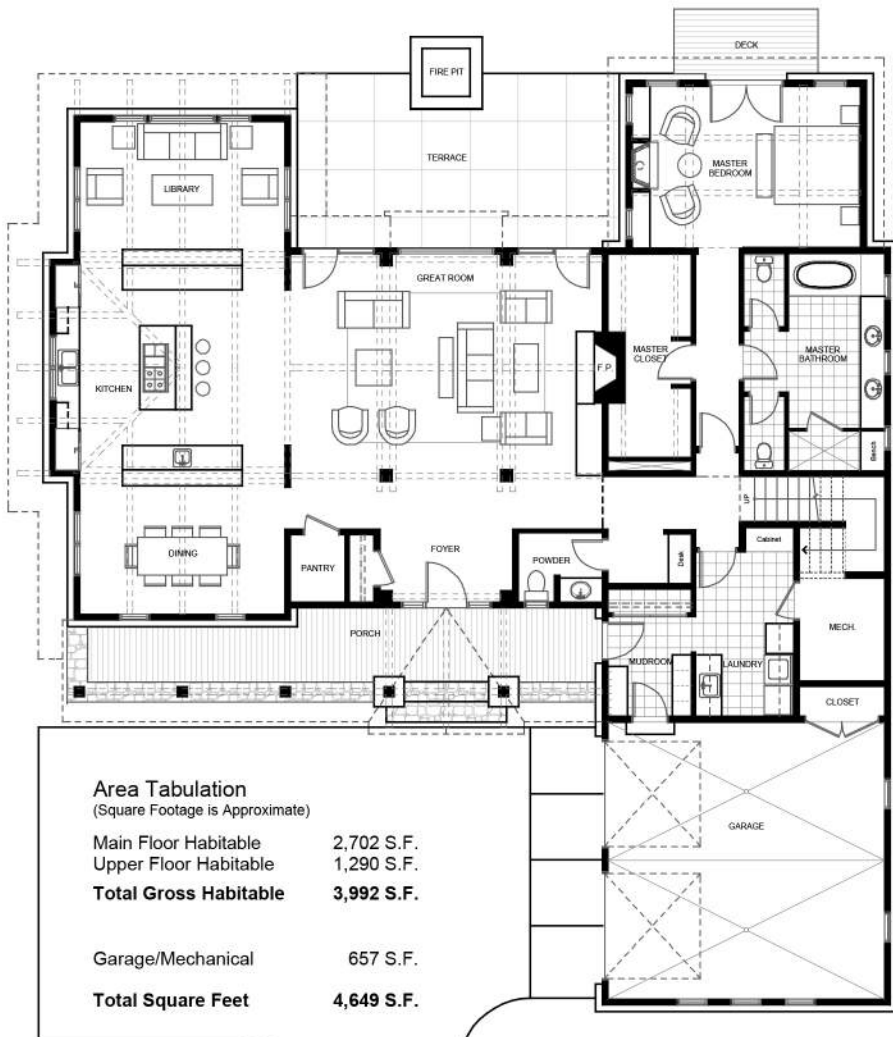 DECK
FIRE PIT
TERRACE
MASTER
BEDROOM
LIBRARY
GREAT ROOM
KITCHEN
F.P.
MASTER
CLOSET
MASTER
BATHROOM
Bench
UP
DINING
PANTRY
FOYER
POWDER
Desk
Cabinet
PORCH
MUDROOM
LAUNDRY
MECH.
CLOSET
GARAGE
Area Tabulation
(Square Footage is Approximate)
Main Floor Habitable 2,702 S.F.
Upper Floor Habitable 1,290 S.F.
Total Gross Habitable 3,992 S.F.
Garage/Mechanical 657 S.F.
Total Square Feet 4,649 S.F.